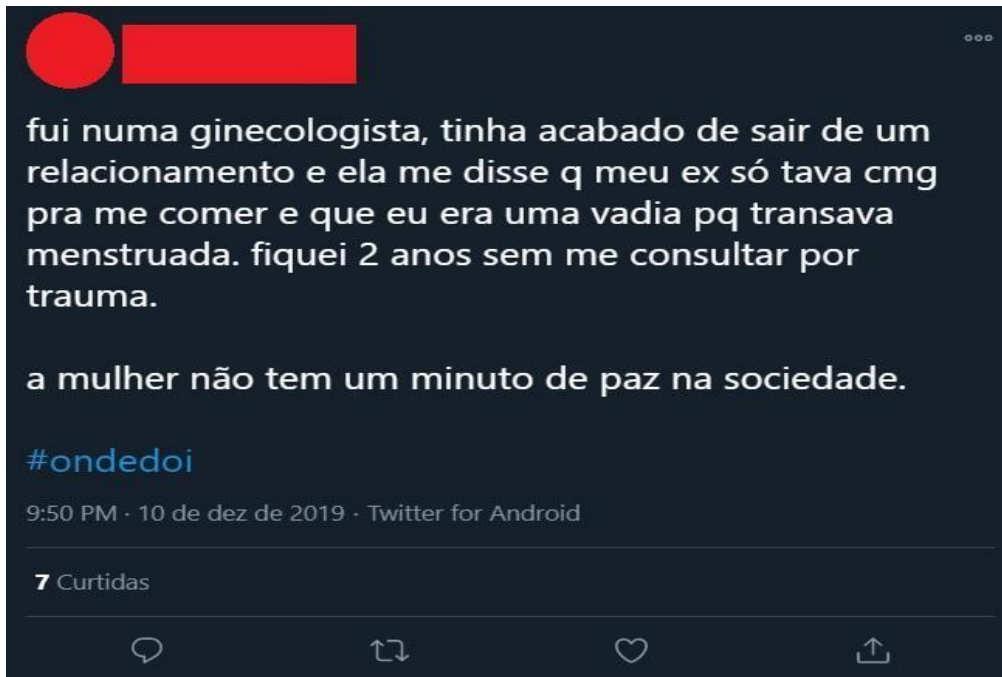 fui numa ginecologista, tinha acabado de sair de um
relacionamento e ela me disse q meu ex só tava cmg
pra me comer e que eu era uma vadia pq transava
menstruada. fiquei 2 anos sem me consultar por
trauma.
a mulher não tem um minuto de paz na sociedade.
#ondedoi
9:50 PM · 10 de dez de 2019 · Twitter for Android
7 Curtidas